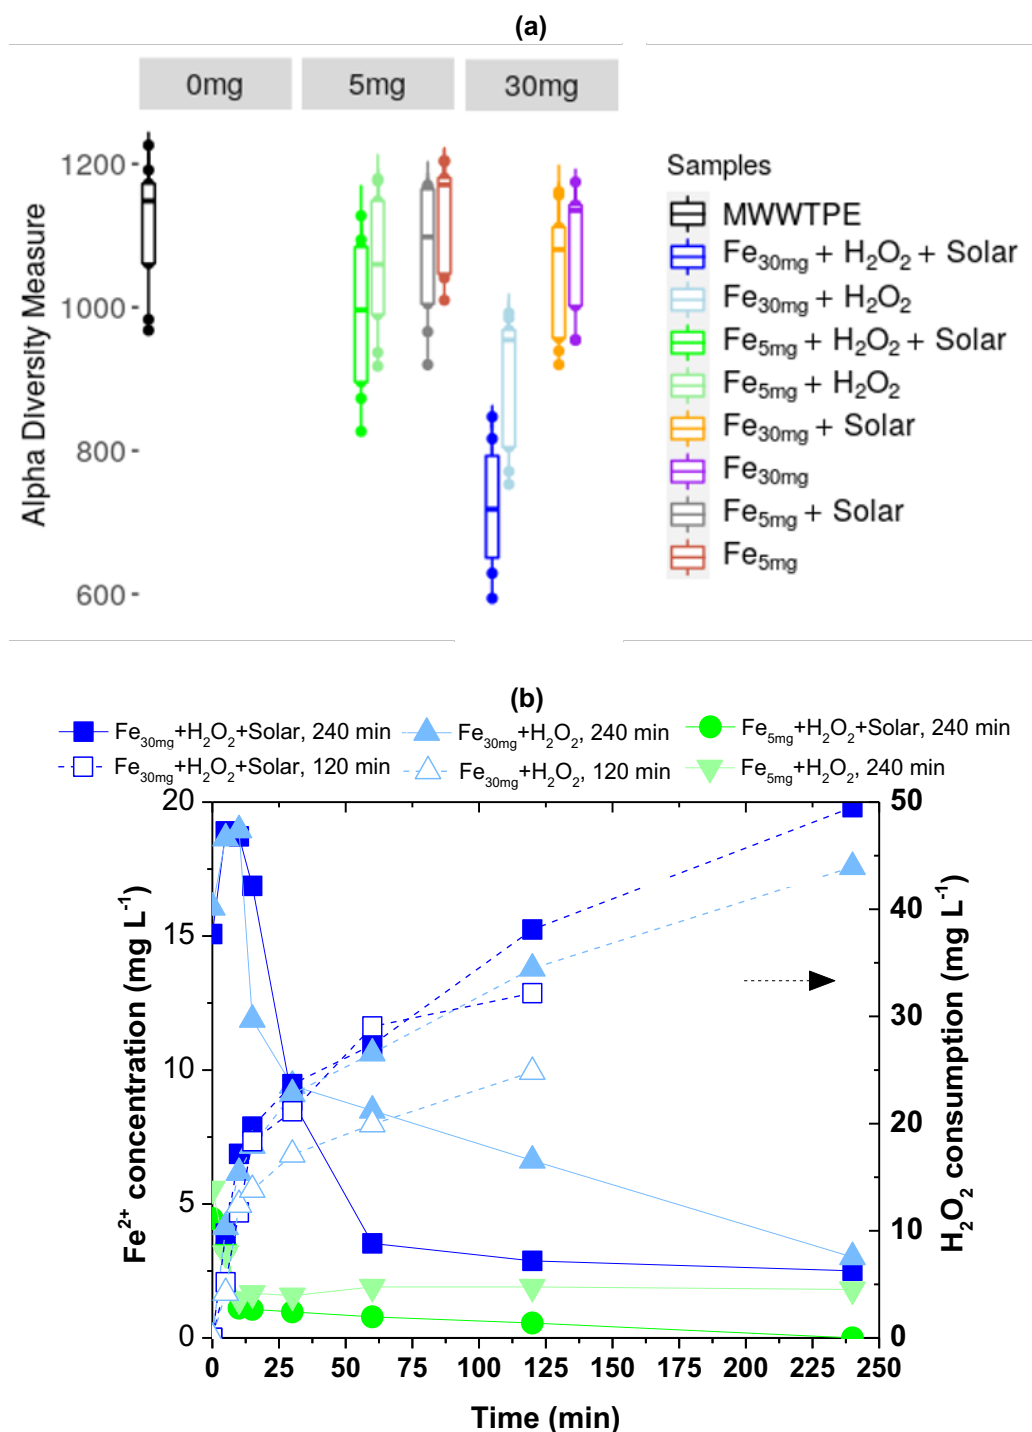 (a)
0mg 5mg 30mg
Alpha Diversity Measure
1200
1000
800
600
Samples
MWWTPE
Fe30mg + H2O2 + Solar
Fe30mg + H2O2
Fe5mg + H2O2 + Solar
Fe5mg + H2O2
Fe30mg + Solar
Fe30mg
Fe5mg + Solar
Fe5mg
(b)
Fe30mg+H2O2+Solar, 240 min Fe30mg+H2O2, 240 min Fe5mg+H2O2+Solar, 240 min
Fe30mg+H2O2+Solar, 120 min Fe30mg+H2O2, 120 min Fe5mg+H2O2, 240 min
Fe2+ concentration (mg L-1)
20
15
10
5
0
50
40
30
20
10
0
H2O2 consumption (mg L-1)
0 25 50 75 100 125 150 175 200 225 250
Time (min)